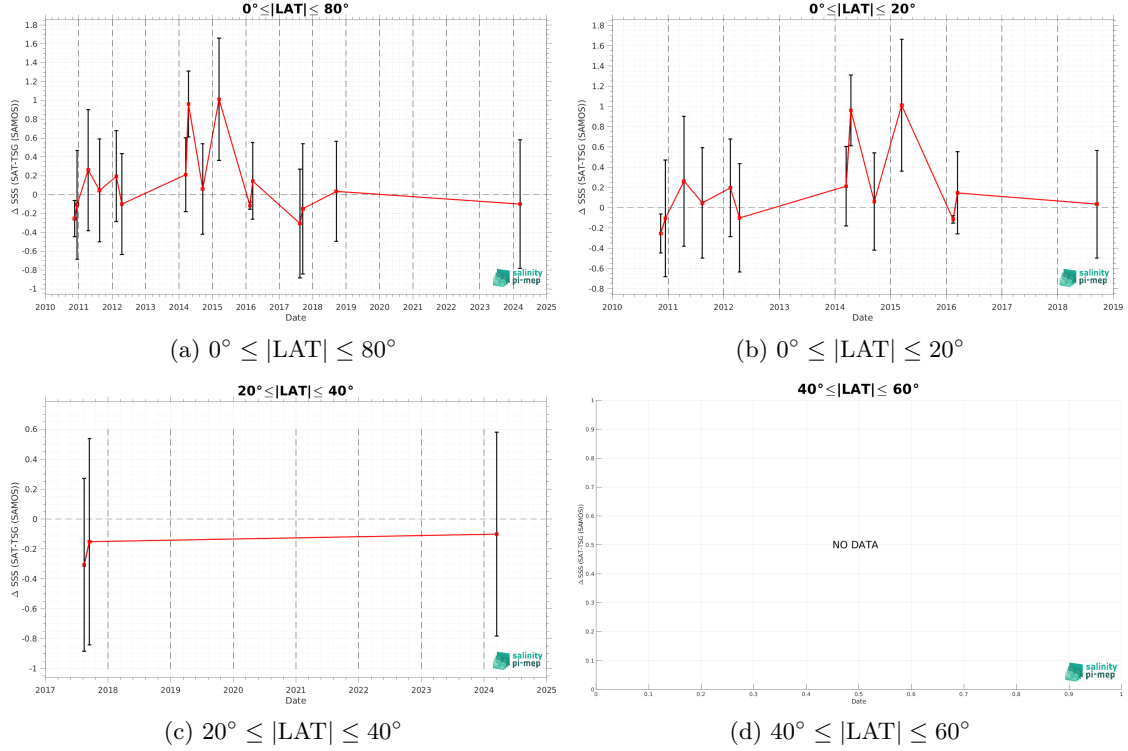 0°≤|LAT|≤ 80°
Δ SSS (SAT-TSG (SAMOS))
1.8
1.6
1.4
1.2
1
0.8
0.6
0.4
0.2
0
-0.2
-0.4
-0.6
-0.8
-1
2010 2011 2012 2013 2014 2015 2016 2017 2018 2019 2020 2021 2022 2023 2024 2025
Date
salinity
pi-mep
(a) 0° ≤ |LAT| ≤ 80°
0°≤|LAT|≤ 20°
Δ SSS (SAT-TSG (SAMOS))
1.8
1.6
1.4
1.2
1
0.8
0.6
0.4
0.2
0
-0.2
-0.4
-0.6
-0.8
2010 2011 2012 2013 2014 2015 2016 2017 2018 2019
Date
salinity
pi-mep
(b) 0° ≤ |LAT| ≤ 20°
20°≤|LAT|≤ 40°
Δ SSS (SAT-TSG (SAMOS))
0.6
0.4
0.2
0
-0.2
-0.4
-0.6
-0.8
-1
2017 2018 2019 2020 2021 2022 2023 2024 2025
Date
salinity
pi-mep
(c) 20° ≤ |LAT| ≤ 40°
40°≤|LAT|≤ 60°
Δ SSS (SAT-TSG (SAMOS))
1
0.9
0.8
0.7
0.6
0.5
0.4
0.3
0.2
0.1
0
NO DATA
0 0.1 0.2 0.3 0.4 0.5 0.6 0.7 0.8 0.9 1
Date
salinity
pi-mep
(d) 40° ≤ |LAT| ≤ 60°